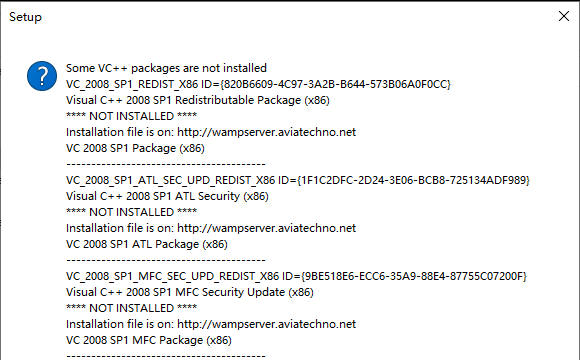 Setup
Some VC++ packages are not installed
VC_2008_SP1_REDIST_X86 ID={820B6609-4C97-3A2B-B644-573B06A0F0CC}
Visual C++ 2008 SP1 Redistributable Package (x86)
**** NOT INSTALLED ****
Installation file is on: http://wampserver.aviatechno.net
VC 2008 SP1 Package (x86)
----------------------------------------
VC_2008_SP1_ATL_SEC_UPD_REDIST_X86 ID={1F1C2DFC-2D24-3E06-BCB8-725134ADF989}
Visual C++ 2008 SP1 ATL Security (x86)
**** NOT INSTALLED ****
Installation file is on: http://wampserver.aviatechno.net
VC 2008 SP1 ATL Package (x86)
----------------------------------------
VC_2008_SP1_MFC_SEC_UPD_REDIST_X86 ID={9BE518E6-ECC6-35A9-88E4-87755C07200F}
Visual C++ 2008 SP1 MFC Security Update (x86)
**** NOT INSTALLED ****
Installation file is on: http://wampserver.aviatechno.net
VC 2008 SP1 MFC Package (x86)
----------------------------------------